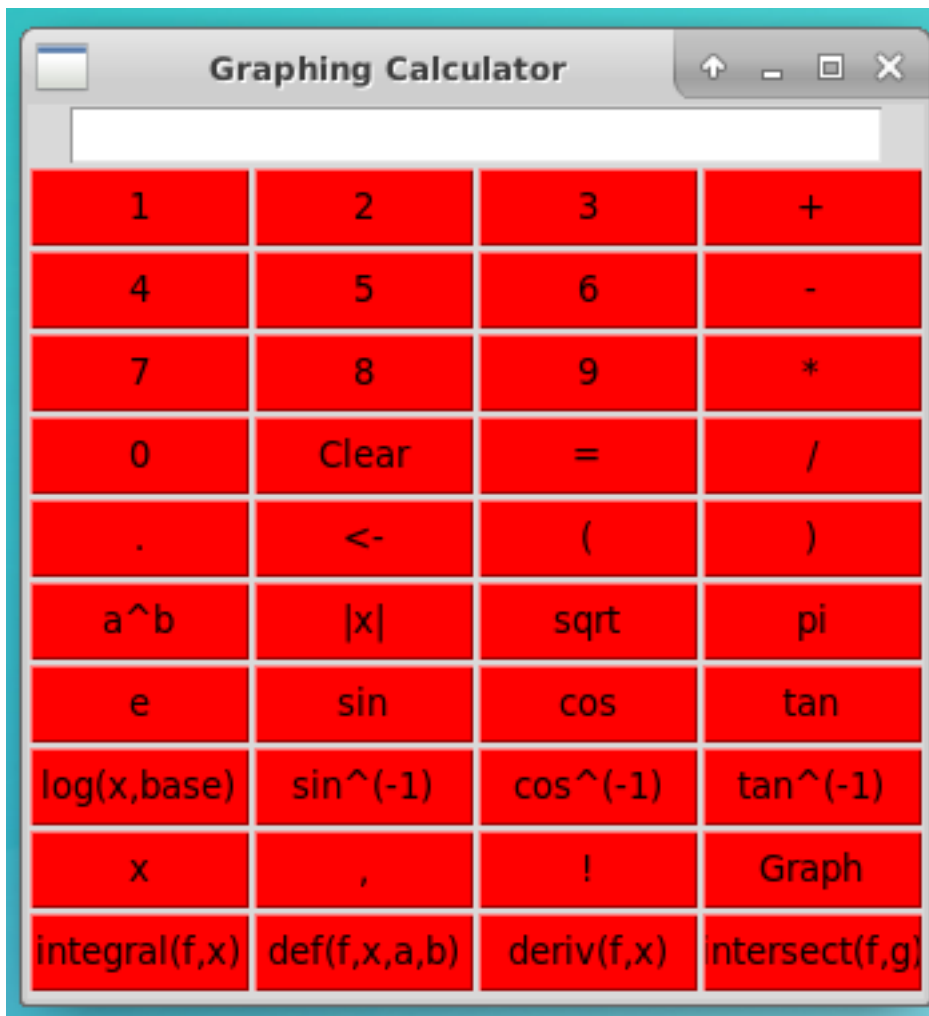 Graphing Calculator
1 2 3 +
4 5 6 -
7 8 9 *
0 Clear = /
. <- ( )
a^b |x| sqrt pi
e sin cos tan
log(x,base) sin^(-1) cos^(-1) tan^(-1)
x , ! Graph
integral(f,x) def(f,x,a,b) deriv(f,x) intersect(f,g)